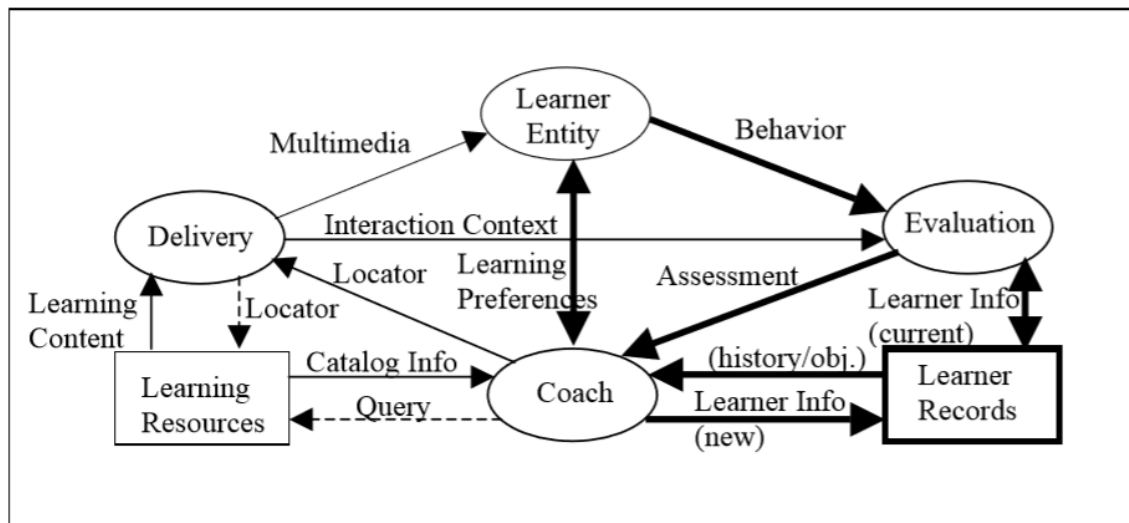 Learner
Entity
Multimedia
Behavior
Delivery
Interaction Context
Evaluation
Locator
Learning
Preferences
Assessment
Learning
Content
Locator
Learner Info
(current)
Learning
Resources
Catalog Info
Query
Coach
(history/obj.)
Learner Info
(new)
Learner
Records